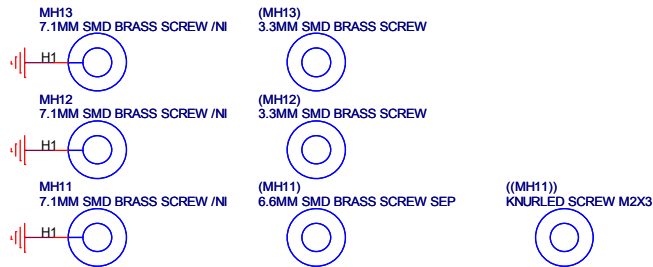 MH13
7.1MM SMD BRASS SCREW /NI
(MH13)
3.3MM SMD BRASS SCREW
H1
MH12
7.1MM SMD BRASS SCREW /NI
(MH12)
3.3MM SMD BRASS SCREW
H1
MH11
7.1MM SMD BRASS SCREW /NI
(MH11)
6.6MM SMD BRASS SCREW SEP
((MH11))
KNURLED SCREW M2X3
H1